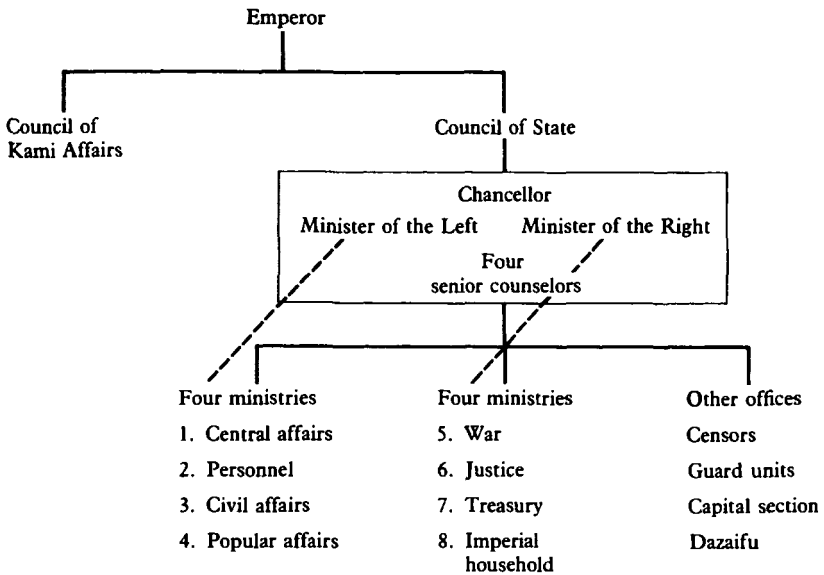 Emperor
Council of
Kami Affairs
Council of State
Chancellor
Minister of the Left
Minister of the Right
Four
senior counselors
Four ministries
1. Central affairs
2. Personnel
3. Civil affairs
4. Popular affairs
Four ministries
5. War
6. Justice
7. Treasury
8. Imperial
household
Other offices
Censors
Guard units
Capital section
Dazaifu